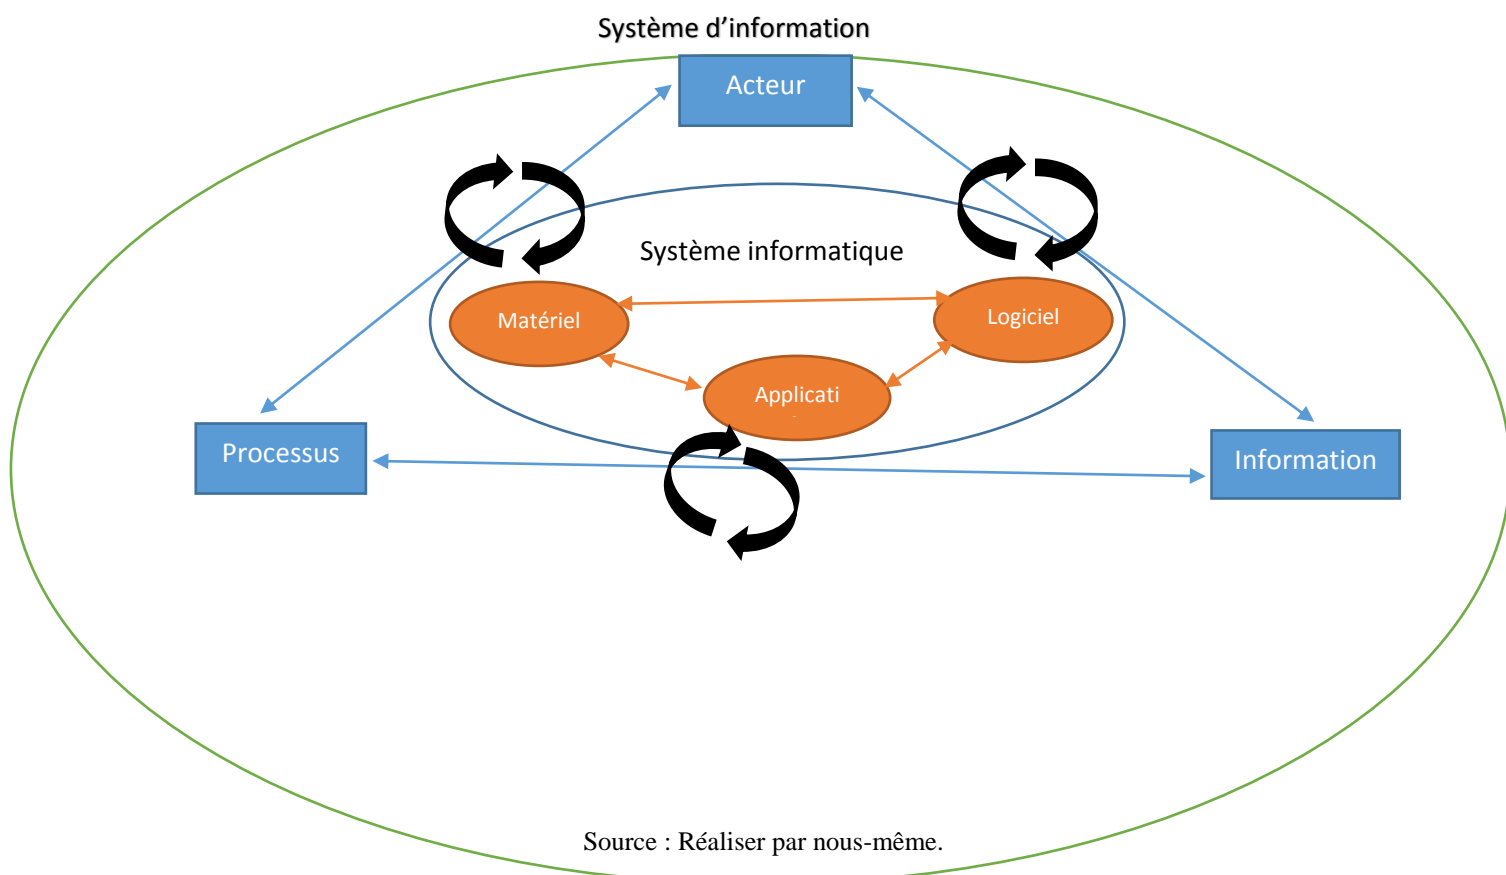 Système d’information
Acteur
Système informatique
Matériel
Logiciel
Applicati
Processus
Information
Source : Réaliser par nous-même.